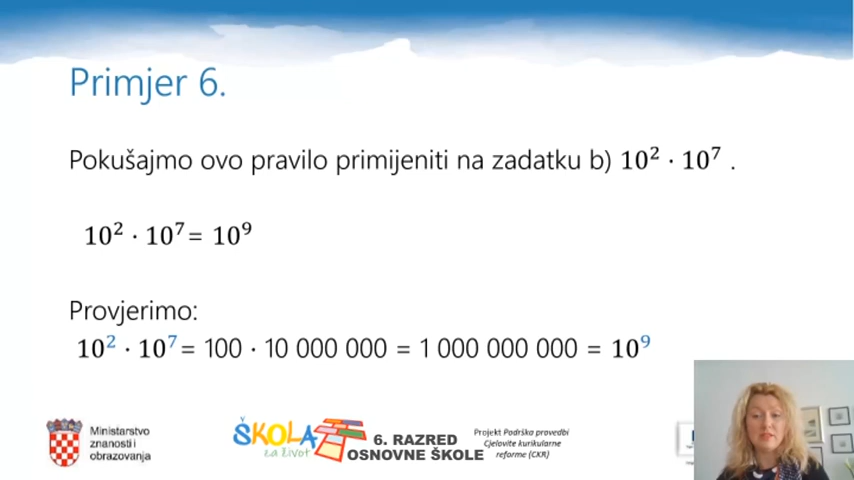 Primjer 6.
Pokušajmo ovo pravilo primijeniti na zadatku b) 10² · 10⁷ .
10² · 10⁷= 10⁹
Provjerimo:
10² · 10⁷= 100 · 10 000 000 = 1 000 000 000 = 10⁹
Ministarstvo
znanosti i
obrazovanja
ŠKOLA
za život
6. RAZRED
OSNOVNE ŠKOLE
Projekt Podrška provedbi
Cjelovite kurikularne
reforme (CKR)